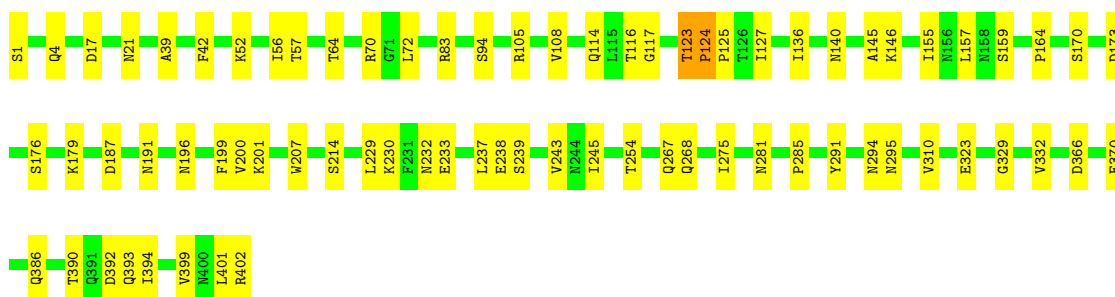 S1 Q4 D17 N21 A39 F42 K52 I56 T57 T64 R70 G71 L72 R83 S94 R105 V108 Q114 L115 T116 G117 T123 P124 P125 T126 I127 I136 N140 A145 K146 I155 N156 L157 N158 S159 P164 S170
S176 K179 D187 N191 N196 F199 V200 K201 W207 S214 L229 K230 F231 N232 E233 L237 E238 S239 V243 N244 I245 T254 Q267 Q268 I275 N281 P285 Y291 N294 N295 V310 E323 G329 V332 D366
Q386 T390 Q391 D392 Q393 I394 V399 N400 L401 R402